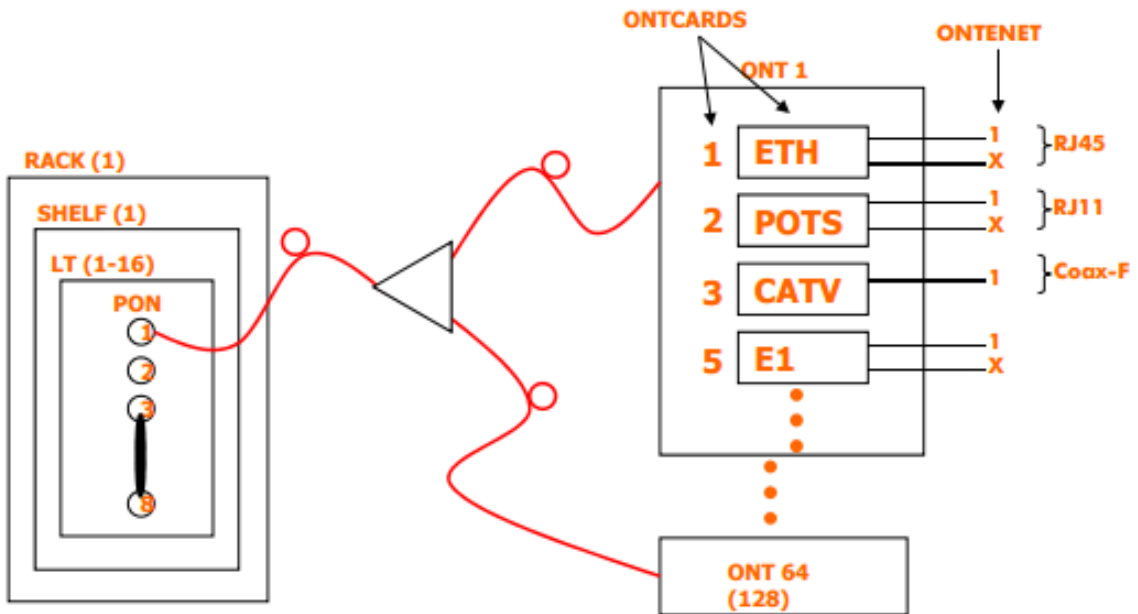 ONTCARDS
ONTENET
ONT 1
RACK (1)
SHELF (1)
LT (1-16)
PON
1
2
3
8
1 ETH
1
X
RJ45
2 POTS
1
X
RJ11
3 CATV
1
Coax-F
5 E1
1
X
ONT 64
(128)